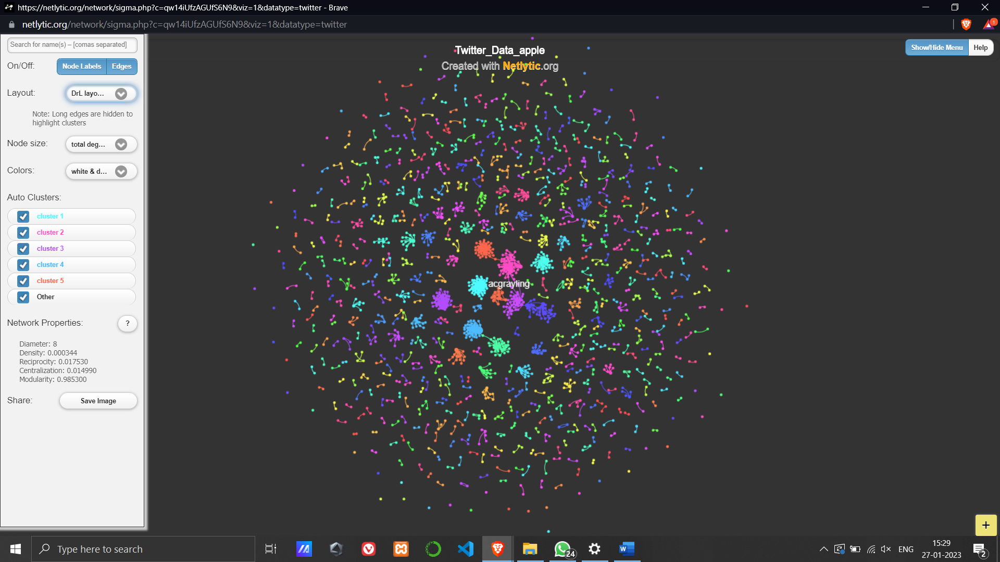 https://netlytic.org/network/sigma.php?c=qw14iUfzAGUfS6N9&viz=1&datatype=twitter - Brave
netlytic.org/network/sigma.php?c=qw14iUfzAGUfS6N9&viz=1&datatype=twitter
1
Search for name(s) – [comas separated]
On/Off:
Node Labels
Edges
Layout:
DrL layo...
Note: Long edges are hidden to
highlight clusters
Node size:
total deg...
Colors:
white & d...
Auto Clusters:
cluster 1
cluster 2
cluster 3
cluster 4
cluster 5
Other
Network Properties:
?
Diameter: 8
Density: 0.000344
Reciprocity: 0.017530
Centralization: 0.014990
Modularity: 0.985300
Share:
Save Image
Twitter_Data_apple
Created with Netlytic.org
Show/Hide Menu
Help
acgrayling
+
Type here to search
24
W
ENG
15:29
27-01-2023
2